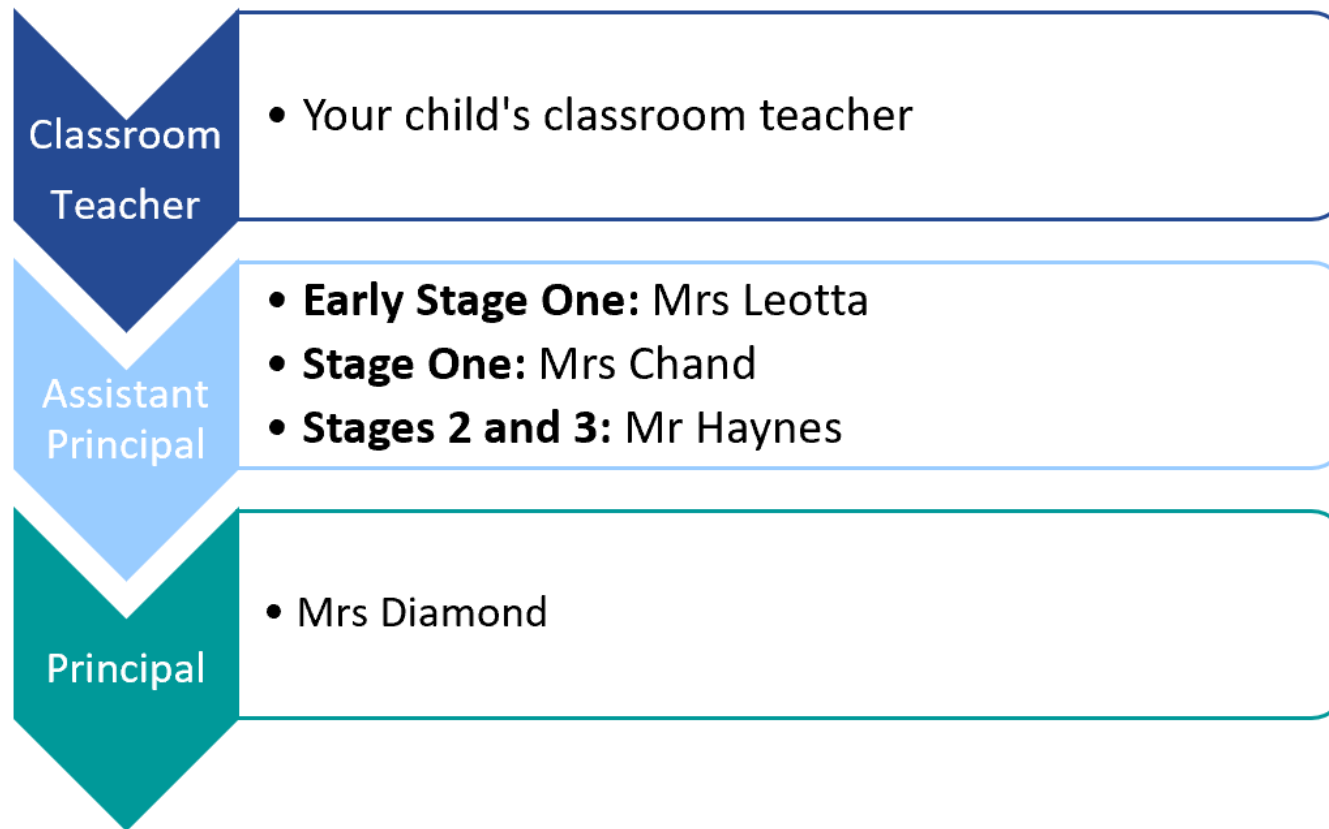 Classroom
Teacher
• Your child's classroom teacher
Assistant
Principal
• Early Stage One: Mrs Leotta
• Stage One: Mrs Chand
• Stages 2 and 3: Mr Haynes
Principal
• Mrs Diamond